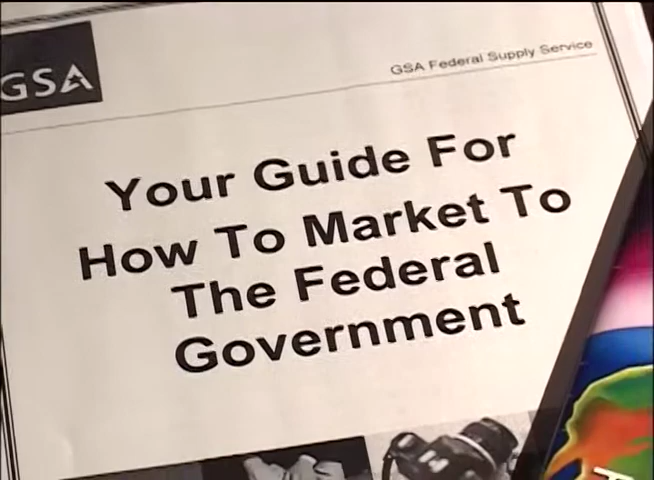 GSA
GSA Federal Supply Service
Your Guide For
How To Market To
The Federal
Government